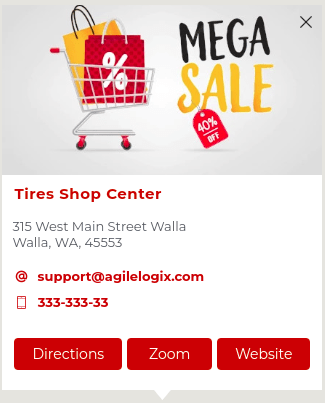 MEGA
SALE
%
40%
OFF
Tires Shop Center
315 West Main Street Walla
Walla, WA, 45553
support@agilelogix.com
333-333-33
Directions
Zoom
Website